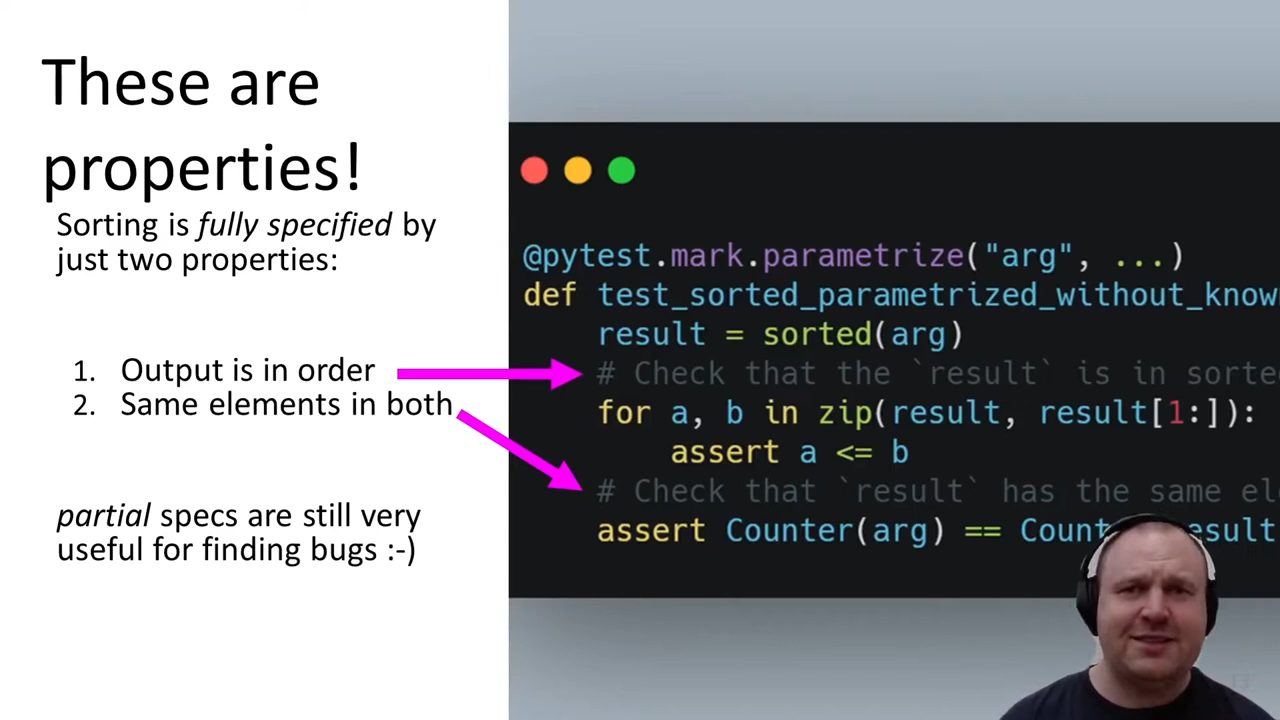 These are
properties!
Sorting is fully specified by
just two properties:
1. Output is in order
2. Same elements in both
partial specs are still very
useful for finding bugs :-)
@pytest.mark.parametrize("arg", ...)
def test_sorted_parametrized_without_know
result = sorted(arg)
# Check that the `result` is in sorte
for a, b in zip(result, result[1:]):
assert a <= b
# Check that `result` has the same el
assert Counter(arg) == Count result